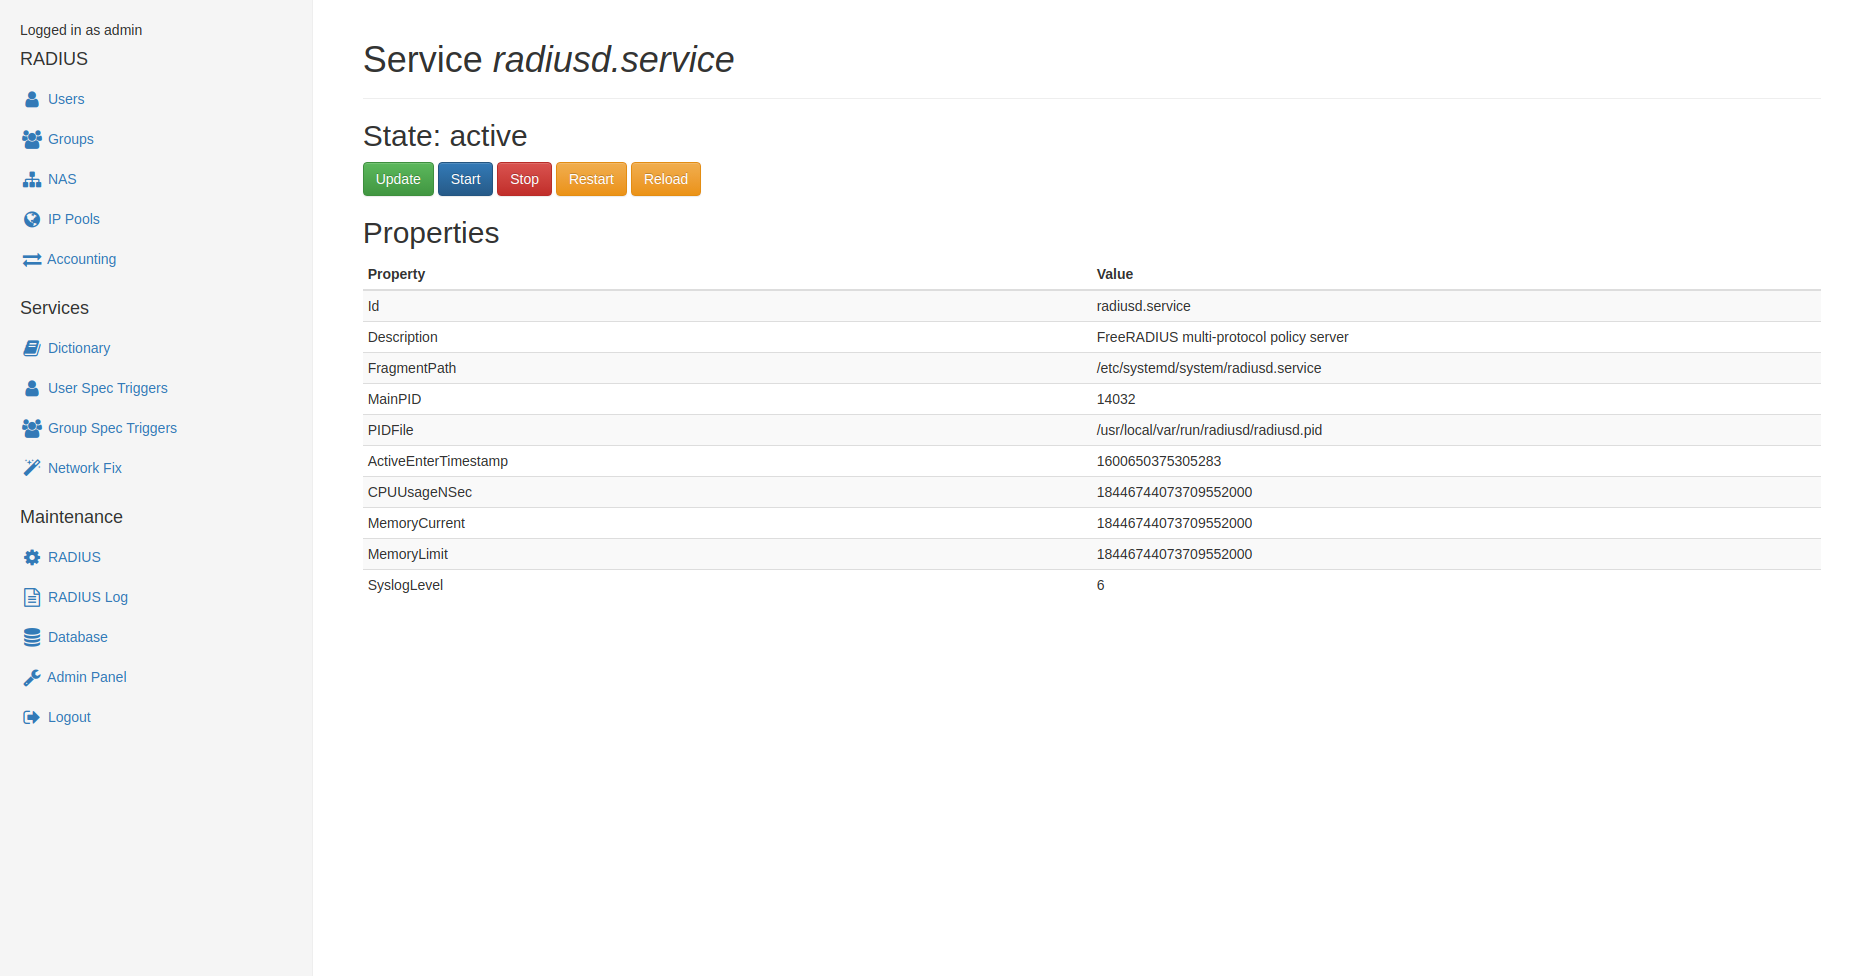 Logged in as admin
RADIUS
Users
Groups
NAS
IP Pools
Accounting
Services
Dictionary
User Spec Triggers
Group Spec Triggers
Network Fix
Maintenance
RADIUS
RADIUS Log
Database
Admin Panel
Logout
Service radiusd.service
State: active
Update Start Stop Restart Reload
Properties
Property Value
Id radiusd.service
Description FreeRADIUS multi-protocol policy server
FragmentPath /etc/systemd/system/radiusd.service
MainPID 14032
PIDFile /usr/local/var/run/radiusd/radiusd.pid
ActiveEnterTimestamp 1600650375305283
CPUUsageNSec 18446744073709552000
MemoryCurrent 18446744073709552000
MemoryLimit 18446744073709552000
SyslogLevel 6